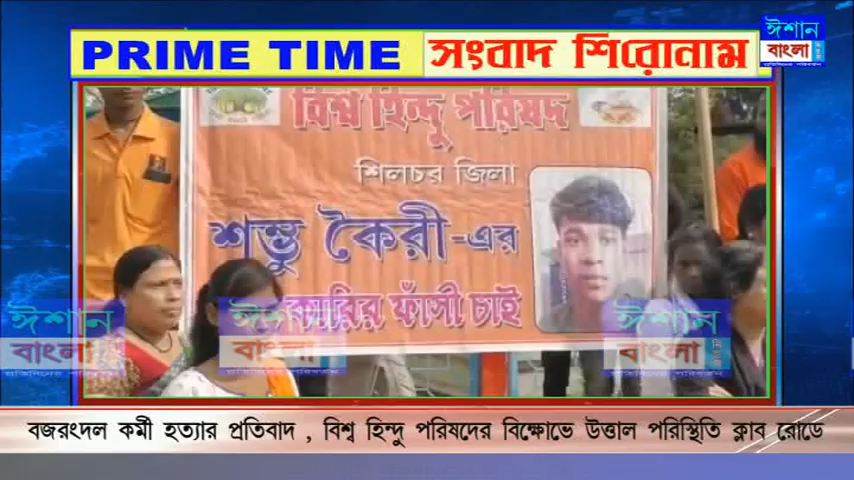 PRIME TIME সংবাদ শিরোনাম
ঈশান
বাংলা
বিশ্ব হিন্দু পরিষদ
শিলচর জিলা
শম্ভু কৈরী-এর
ফাঁসী চাই
ঈশান ঈশান ঈশান
বাংলা বাংলা বাংলা
বজরংদল কর্মী হত্যার প্রতিবাদ , বিশ্ব হিন্দু পরিষদের বিক্ষোভে উত্তাল পরিস্থিতি ক্লাব রোডে